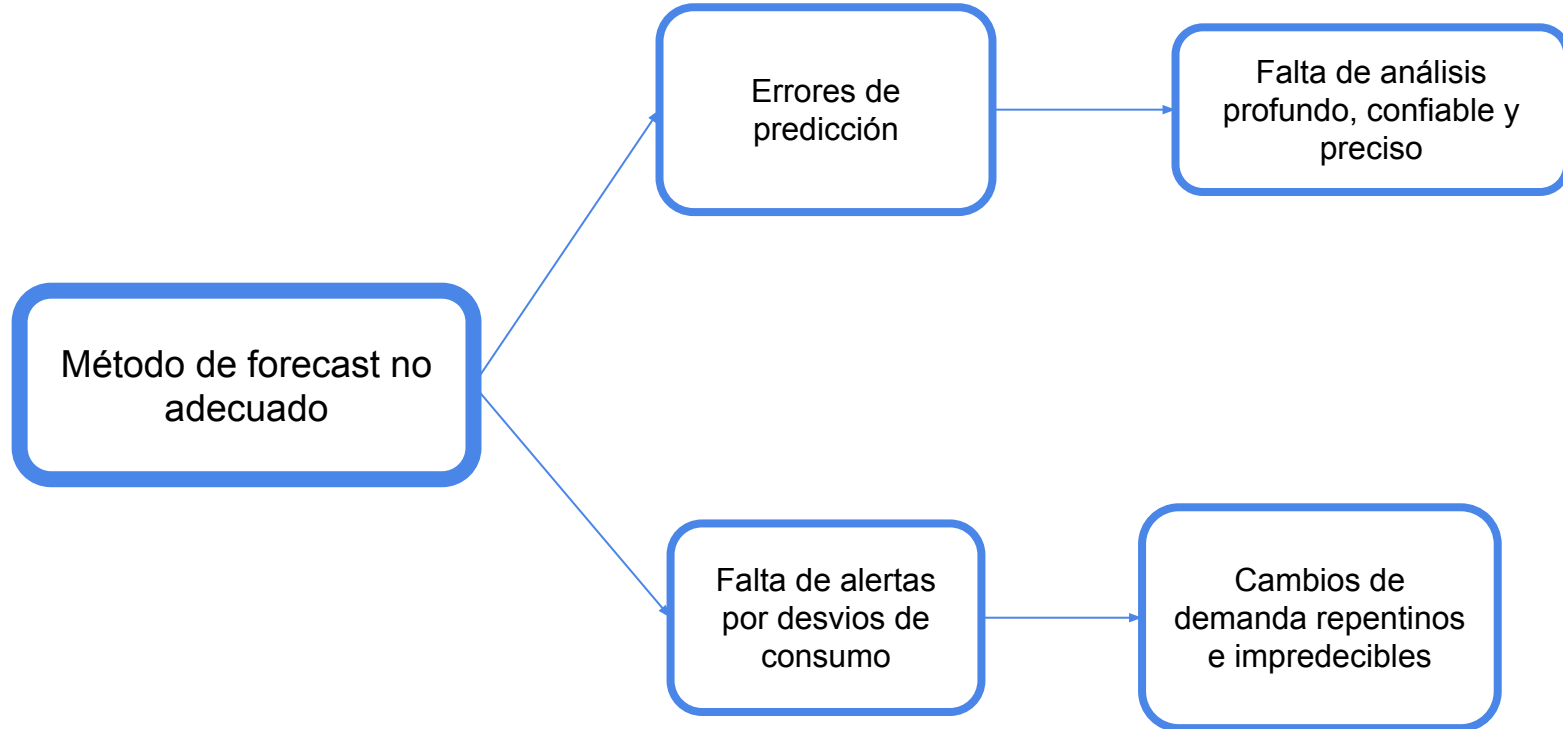 Errores de
predicción
Falta de análisis
profundo, confiable y
preciso
Método de forecast no
adecuado
Falta de alertas
por desvios de
consumo
Cambios de
demanda repentinos
e impredecibles